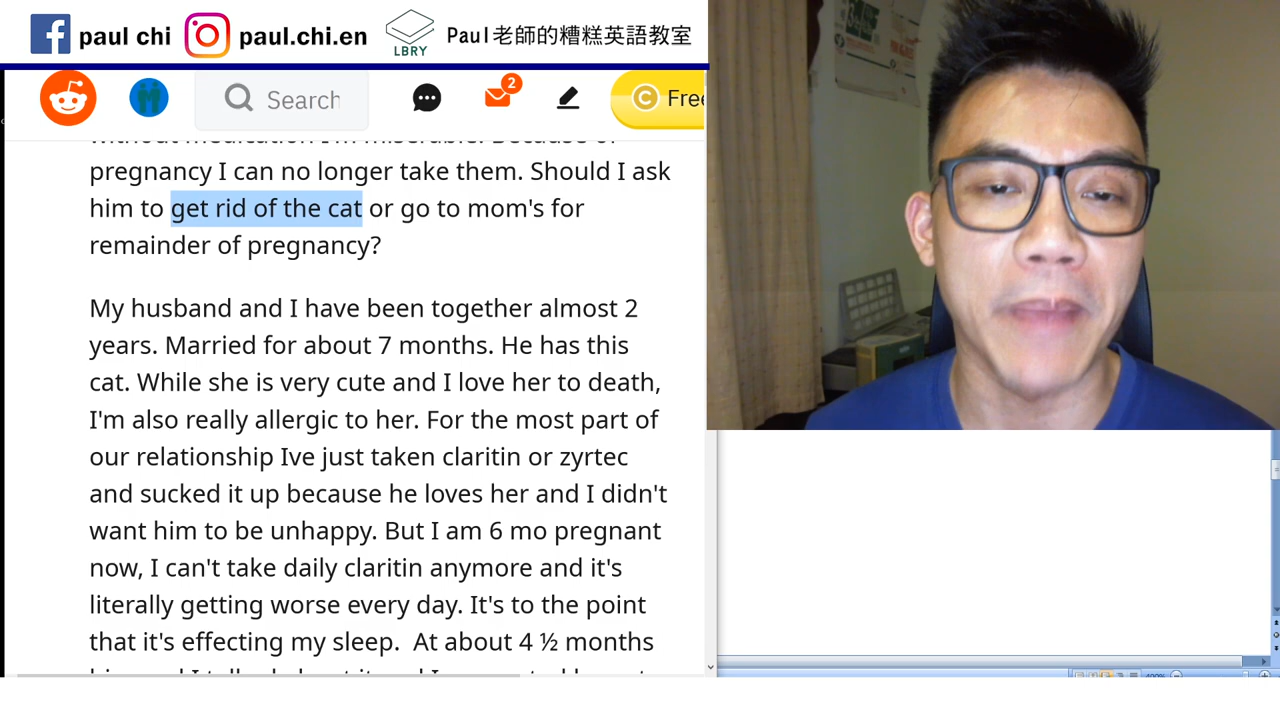 paul chi
paul.chi.en
LBRY
Paul老師的糟糕英語教室
Search
2
Free
without medication I'm miserable. Because of
pregnancy I can no longer take them. Should I ask
him to get rid of the cat or go to mom's for
remainder of pregnancy?
My husband and I have been together almost 2
years. Married for about 7 months. He has this
cat. While she is very cute and I love her to death,
I'm also really allergic to her. For the most part of
our relationship Ive just taken claritin or zyrtec
and sucked it up because he loves her and I didn't
want him to be unhappy. But I am 6 mo pregnant
now, I can't take daily claritin anymore and it's
literally getting worse every day. It's to the point
that it's effecting my sleep.  At about 4 ½ months
400%